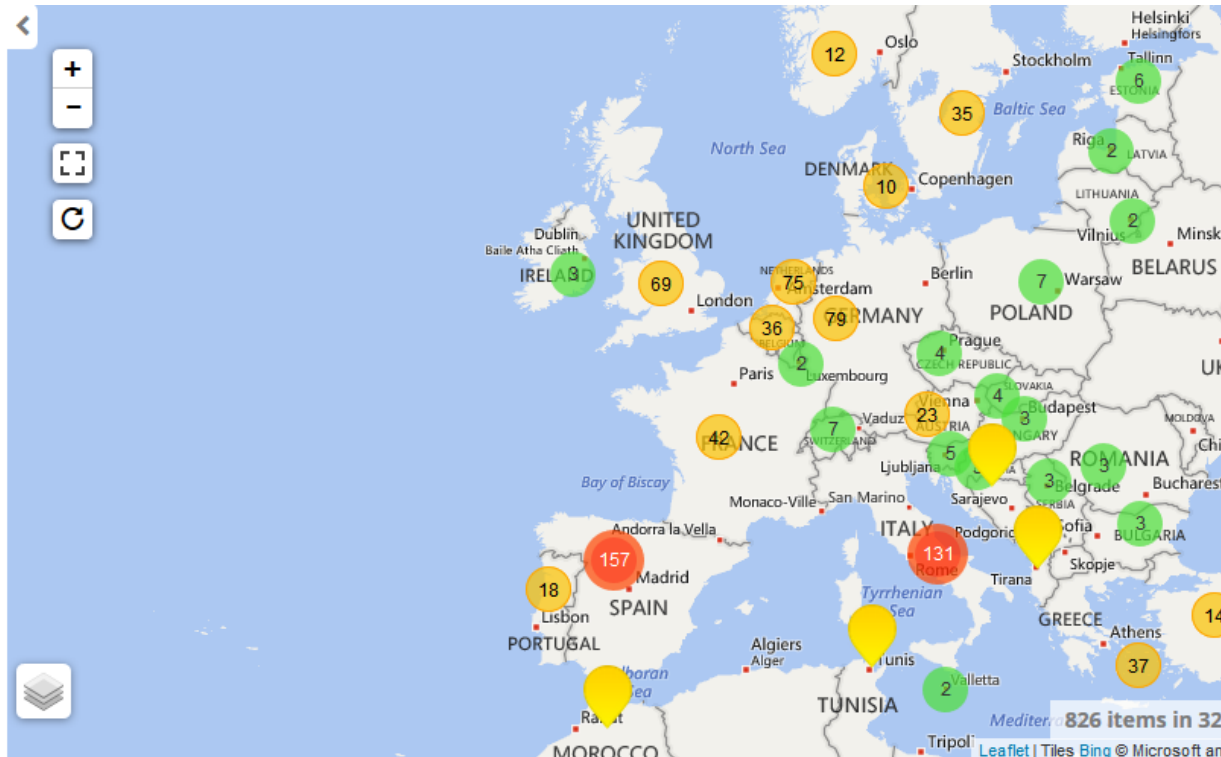 Helsinki
Helsingfors
12
Oslo
Stockholm
Tallinn
6
ESTONIA
35
Baltic Sea
North Sea
Riga
2
LATVIA
DENMARK
10
Copenhagen
LITHUANIA
2
Vilnius
Minsk
UNITED
KINGDOM
Dublin
Baile Atha Cliath
IRELAND
3
BELARUS
69
NETHERLANDS
75
Amsterdam
Berlin
7
Warsaw
London
79
GERMANY
POLAND
36
BELGIUM
Prague
4
CZECH REPUBLIC
2
Luxembourg
Paris
SLOVAKIA
4
Vienna
23
AUSTRIA
Budapest
3
7
Vaduz
SWITZERLAND
MOLDOVA
42
FRANCE
5
Ljubljana
ROMANIA
3
Bay of Biscay
3
Belgrade
SERBIA
Bucharest
Monaco-Ville
San Marino
Sarajevo
Andorra la Vella
ITALY
3
BULGARIA
157
131
Rome
Skopje
Madrid
Tirana
18
Tyrrhenian
Sea
SPAIN
Lisbon
PORTUGAL
GREECE
14
Athens
37
Algiers
Alger
Tunis
Sea
2
Valletta
TUNISIA
826 items in 32
MOROCCO
Tripoli
Leaflet | Tiles Bing © Microsoft an